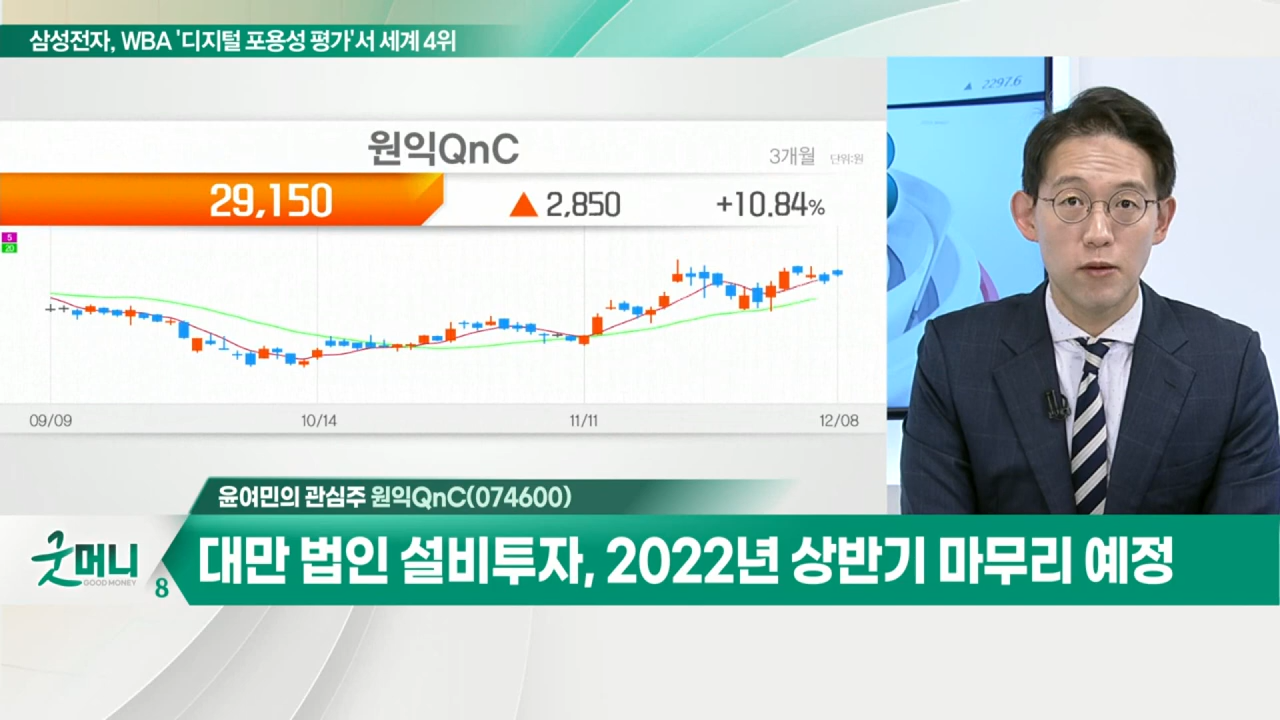 삼성전자, WBA '디지털 포용성 평가'서 세계 4위
▲ 2297.6
원익QnC
3개월 단위:원
29,150 ▲ 2,850 +10.84%
5
20
09/09 10/14 11/11 12/08
윤여민의 관심주 원익QnC(074600)
굿머니
GOOD MONEY
8
대만 법인 설비투자, 2022년 상반기 마무리 예정